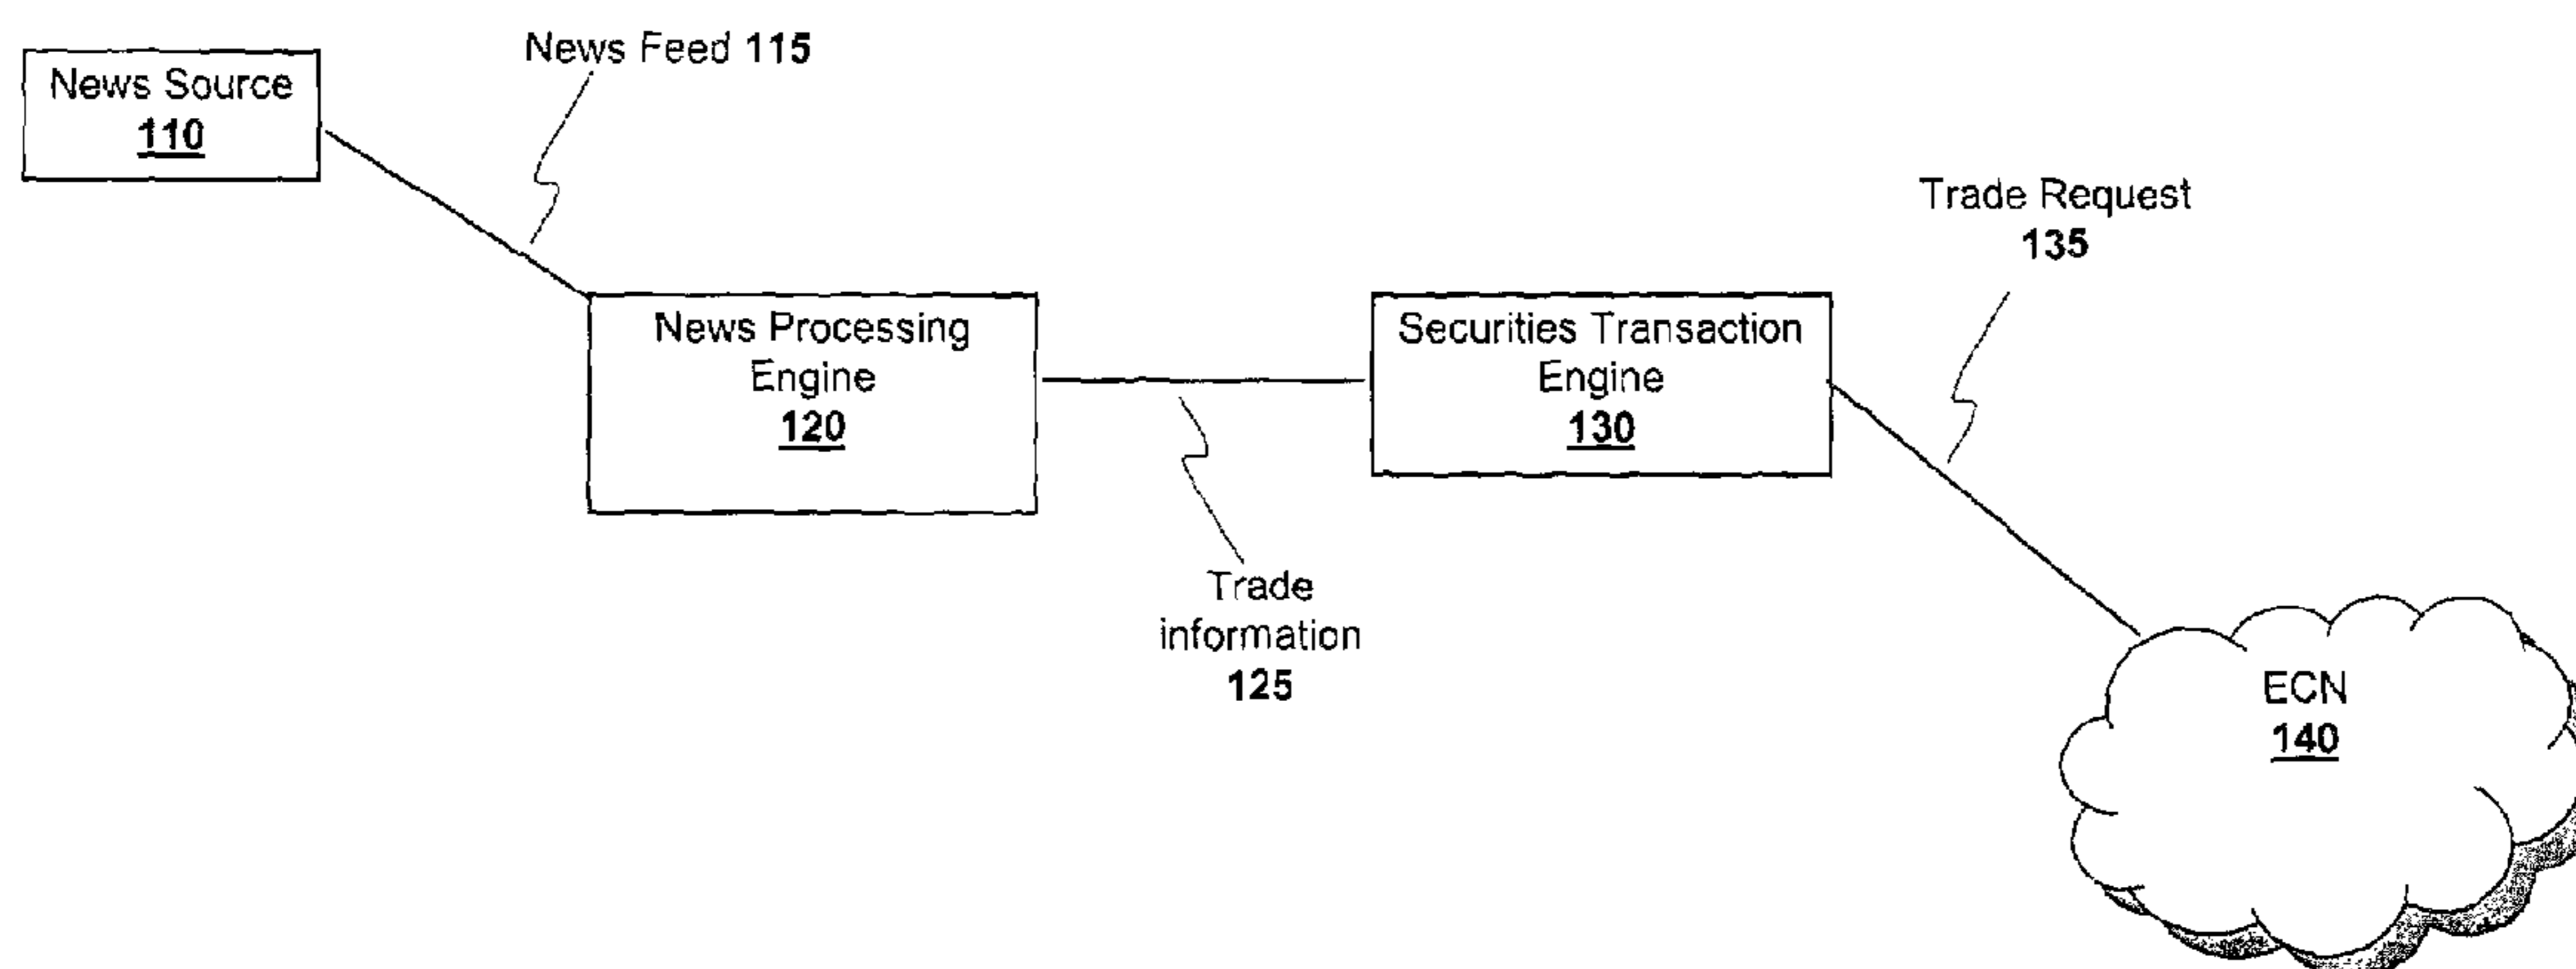 News Source
110
News Feed 115
News Processing
Engine
120
Trade
information
125
Securities Transaction
Engine
130
Trade Request
135
ECN
140